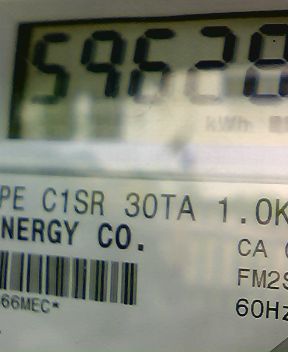 59628
kWh
PE C1SR 30TA 1.0K
NERGY CO.
CA
FM2S
66MEC*
60Hz